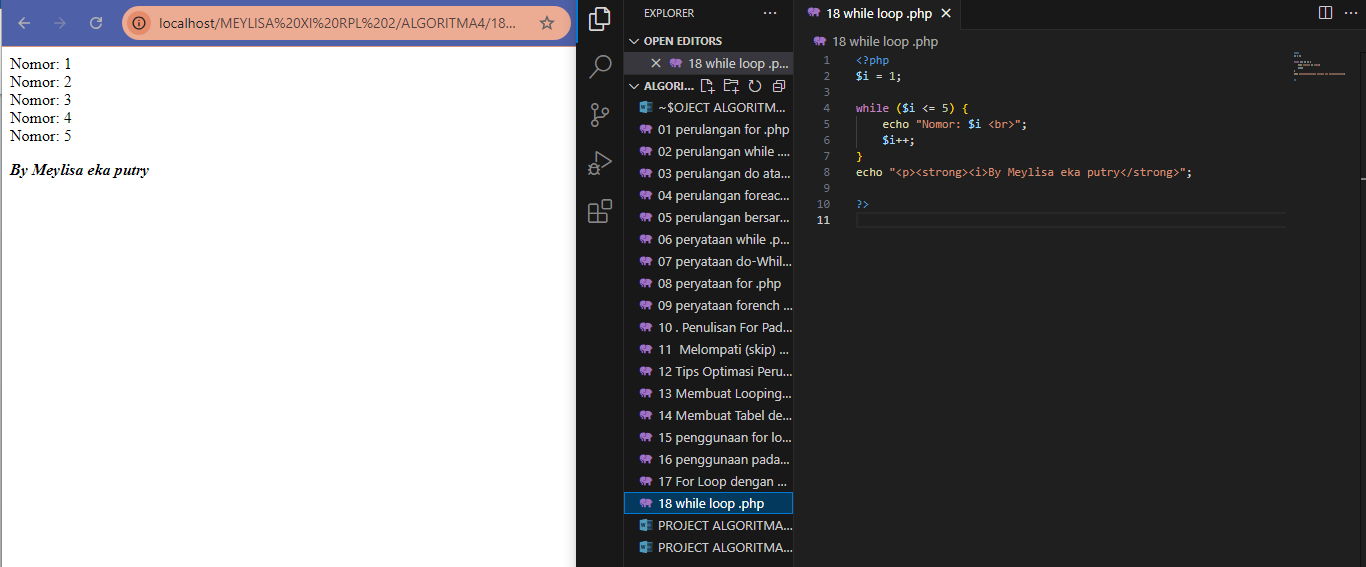 localhost/MEYLISA%20XI%20RPL%202/ALGORITMA4/18...
Nomor: 1
Nomor: 2
Nomor: 3
Nomor: 4
Nomor: 5
By Meylisa eka putry
EXPLORER
OPEN EDITORS
18 while loop .p...
ALGORI...
~$OJECT ALGORITM...
01 perulangan for .php
02 perulangan while ....
03 perulangan do ata...
04 perulangan foreac...
05 perulangan bersar...
06 peryataan while .p...
07 peryataan do-Whil...
08 peryataan for .php
09 peryataan forench ...
10 . Penulisan For Pad...
11 Melompati (skip) ...
12 Tips Optimasi Peru...
13 Membuat Looping...
14 Membuat Tabel de...
15 penggunaan for lo...
16 penggunaan pada...
17 For Loop dengan ...
18 while loop .php
PROJECT ALGORITMA...
PROJECT ALGORITMA...
18 while loop .php
18 while loop .php
1 <?php
2 $i = 1;
3
4 while ($i <= 5) {
5 echo "Nomor: $i <br>";
6 $i++;
7 }
8 echo "<p><strong><i>By Meylisa eka putry</strong>";
9
10 ?>
11